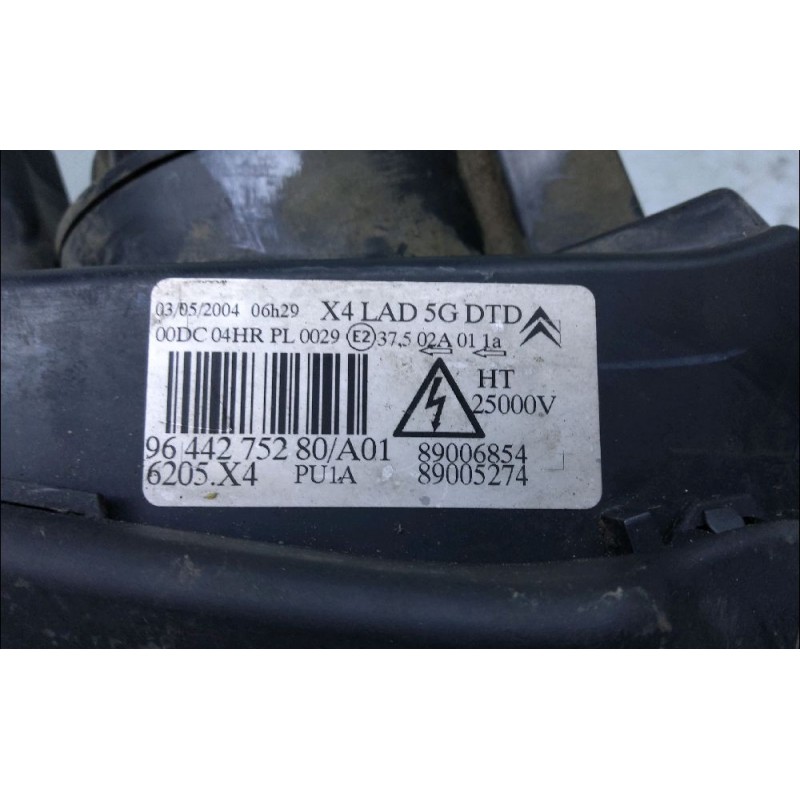 03/05/2004 06h29 X4 LAD 5G DTD
00DC 04HR PL 0029 E2 37.5 02A 01 1a
HT
25000V
96 442 752 80/A01 89006854
6205.X4 PU1A 89005274